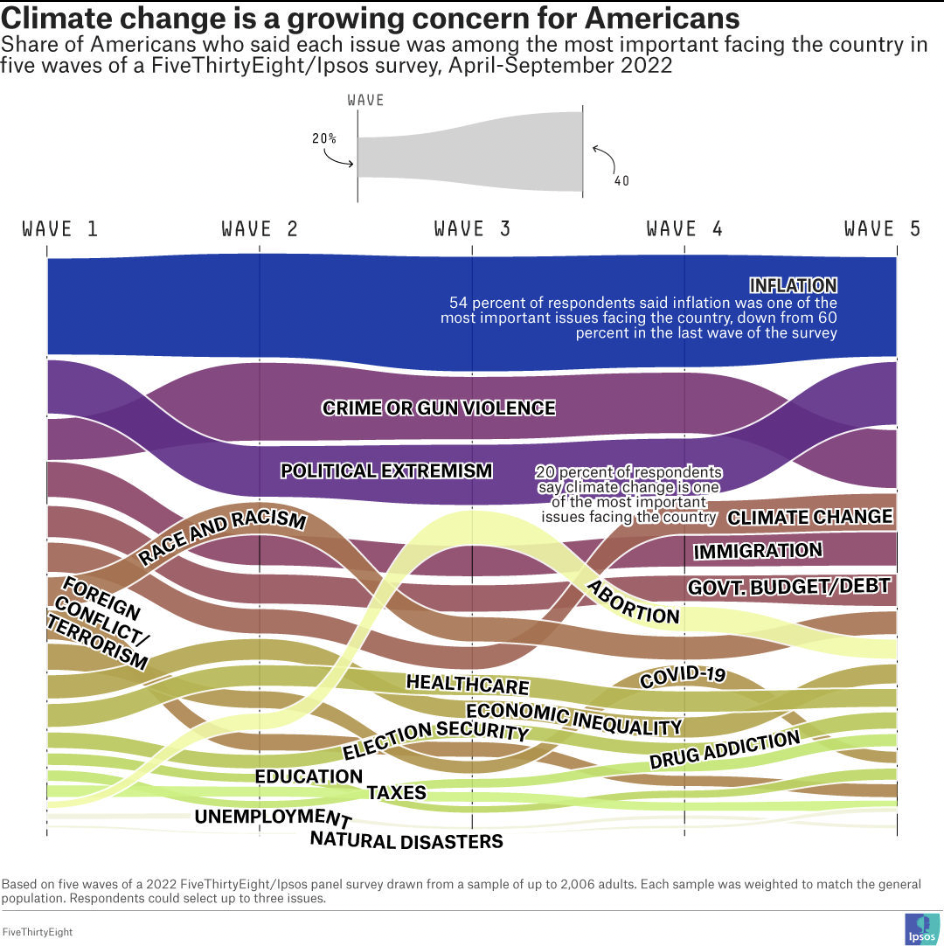 Climate change is a growing concern for Americans
Share of Americans who said each issue was among the most important facing the country in
five waves of a FiveThirtyEight/Ipsos survey, April-September 2022
WAVE
20%
40
WAVE 1 WAVE 2 WAVE 3 WAVE 4 WAVE 5
INFLATION
54 percent of respondents said inflation was one of the
most important issues facing the country, down from 60
percent in the last wave of the survey
CRIME OR GUN VIOLENCE
POLITICAL EXTREMISM
20 percent of respondents
say climate change is one
of the most important
issues facing the country
CLIMATE CHANGE
RACE AND RACISM
IMMIGRATION
GOVT. BUDGET/DEBT
FOREIGN
CONFLICT/
TERRORISM
ABORTION
COVID-19
HEALTHCARE
ECONOMIC INEQUALITY
ELECTION SECURITY
DRUG ADDICTION
EDUCATION
TAXES
UNEMPLOYMENT
NATURAL DISASTERS
Based on five waves of a 2022 FiveThirtyEight/Ipsos panel survey drawn from a sample of up to 2,006 adults. Each sample was weighted to match the general
population. Respondents could select up to three issues.
FiveThirtyEight
Ipsos